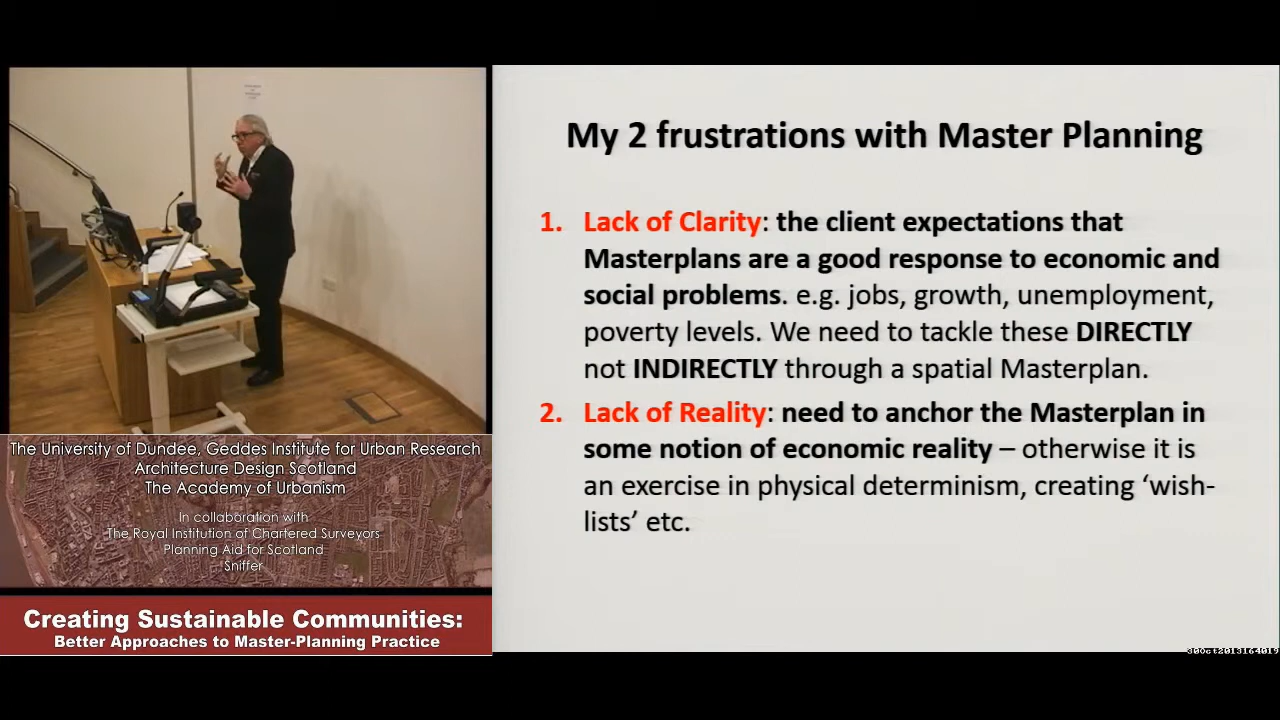 My 2 frustrations with Master Planning
1. Lack of Clarity: the client expectations that
Masterplans are a good response to economic and
social problems. e.g. jobs, growth, unemployment,
poverty levels. We need to tackle these DIRECTLY
not INDIRECTLY through a spatial Masterplan.
2. Lack of Reality: need to anchor the Masterplan in
some notion of economic reality – otherwise it is
an exercise in physical determinism, creating ‘wish-
lists’ etc.
The University of Dundee, Geddes Institute for Urban Research
Architecture Design Scotland
The Academy of Urbanism
In collaboration with
The Royal Institution of Chartered Surveyors
Planning Aid for Scotland
Sniffer
Creating Sustainable Communities:
Better Approaches to Master-Planning Practice
30Oct2013164019